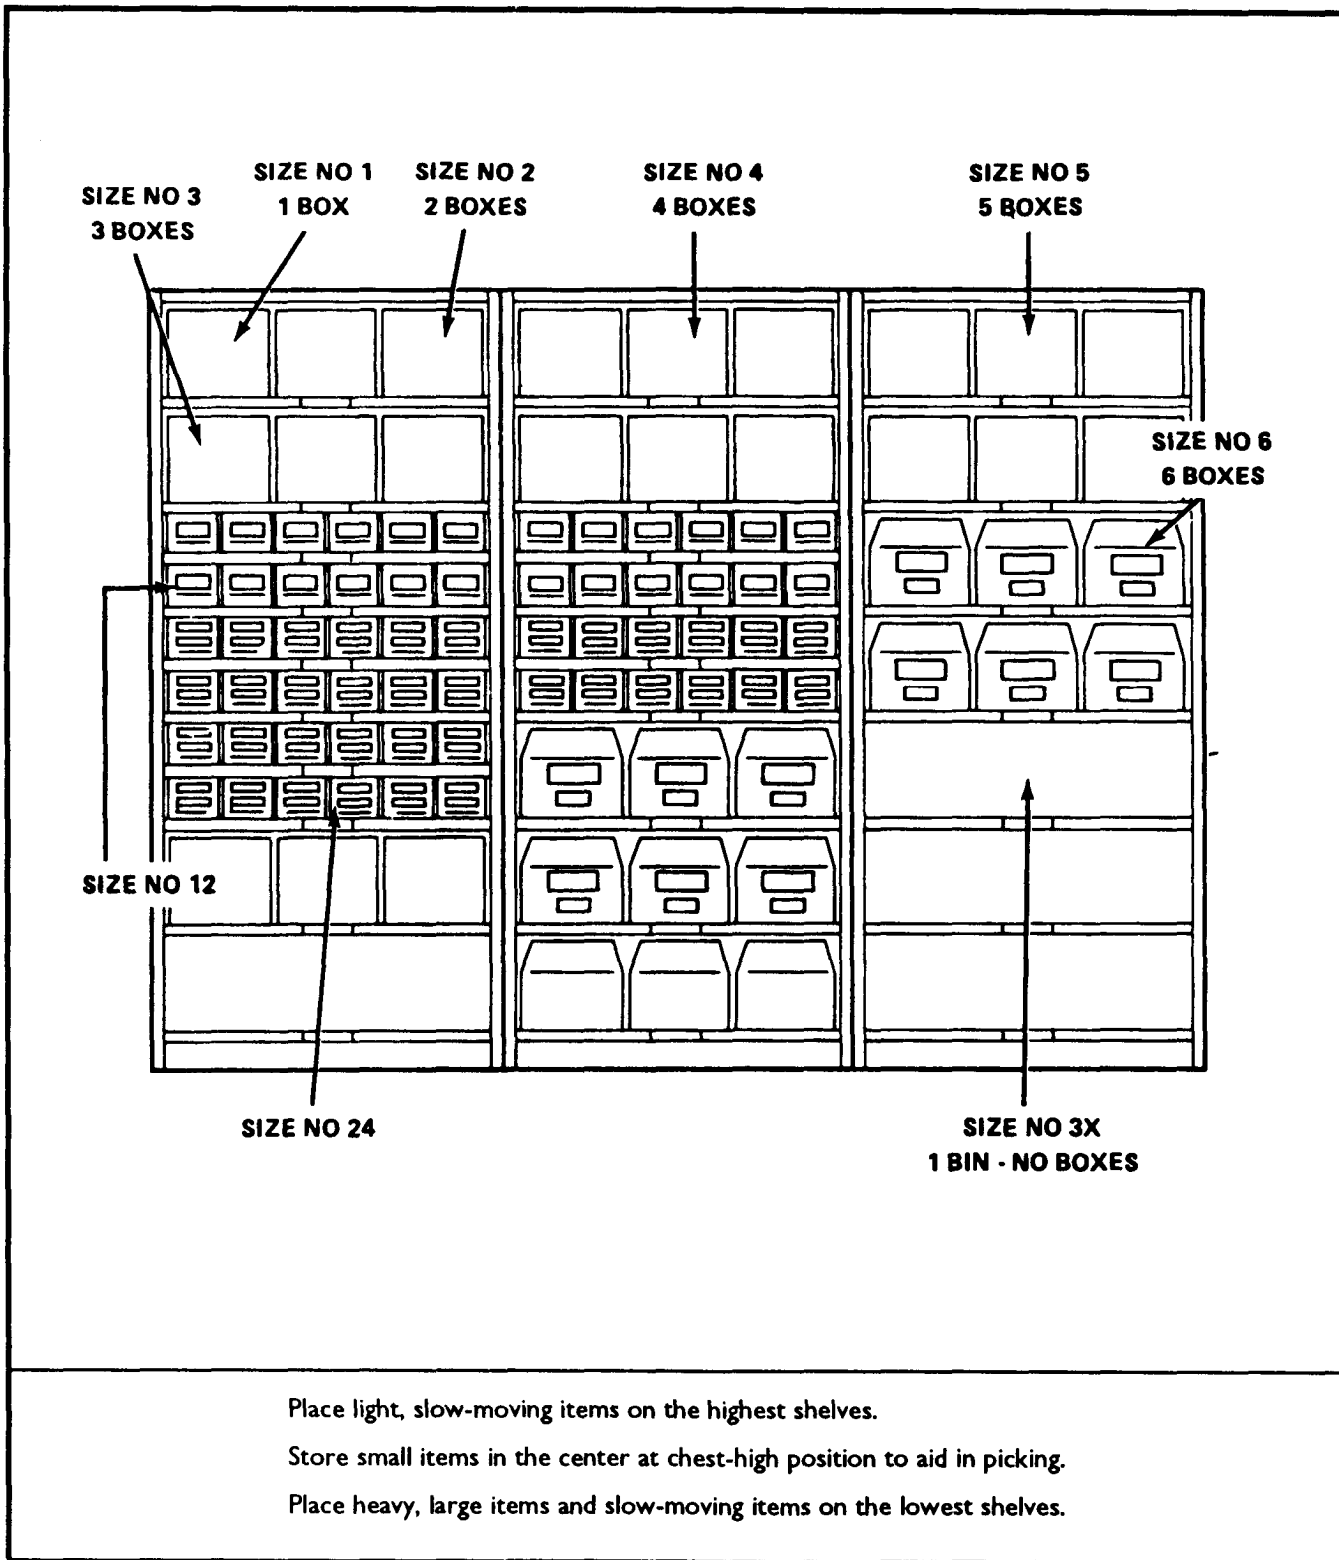 SIZE NO 3
3 BOXES
SIZE NO 1
1 BOX
SIZE NO 2
2 BOXES
SIZE NO 4
4 BOXES
SIZE NO 5
5 BOXES
SIZE NO 6
6 BOXES
SIZE NO 12
SIZE NO 24
SIZE NO 3X
1 BIN - NO BOXES
Place light, slow-moving items on the highest shelves.
Store small items in the center at chest-high position to aid in picking.
Place heavy, large items and slow-moving items on the lowest shelves.